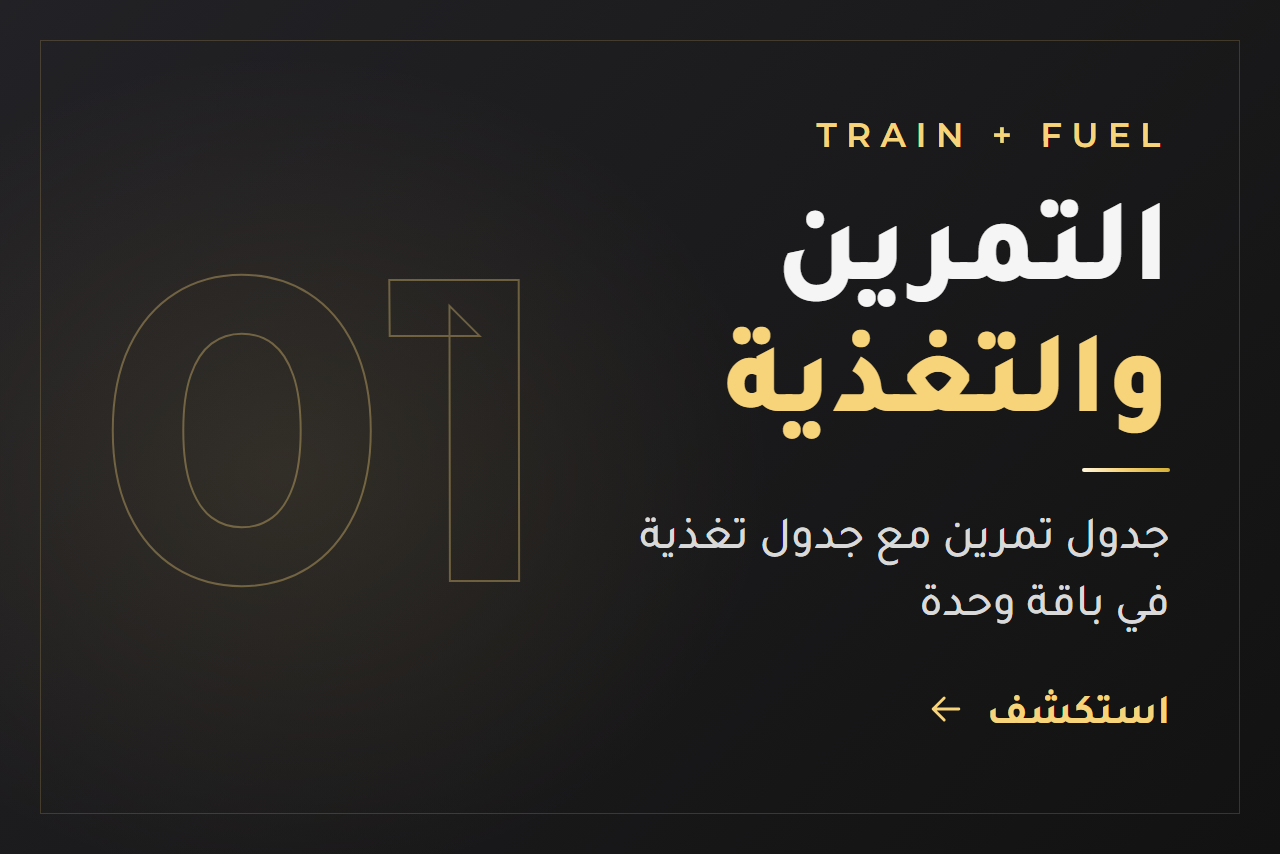 TRAIN + FUEL
التمرين
والتغذية
01
جدول تمرين مع جدول تغذية
في باقة وحدة
استكشف ←